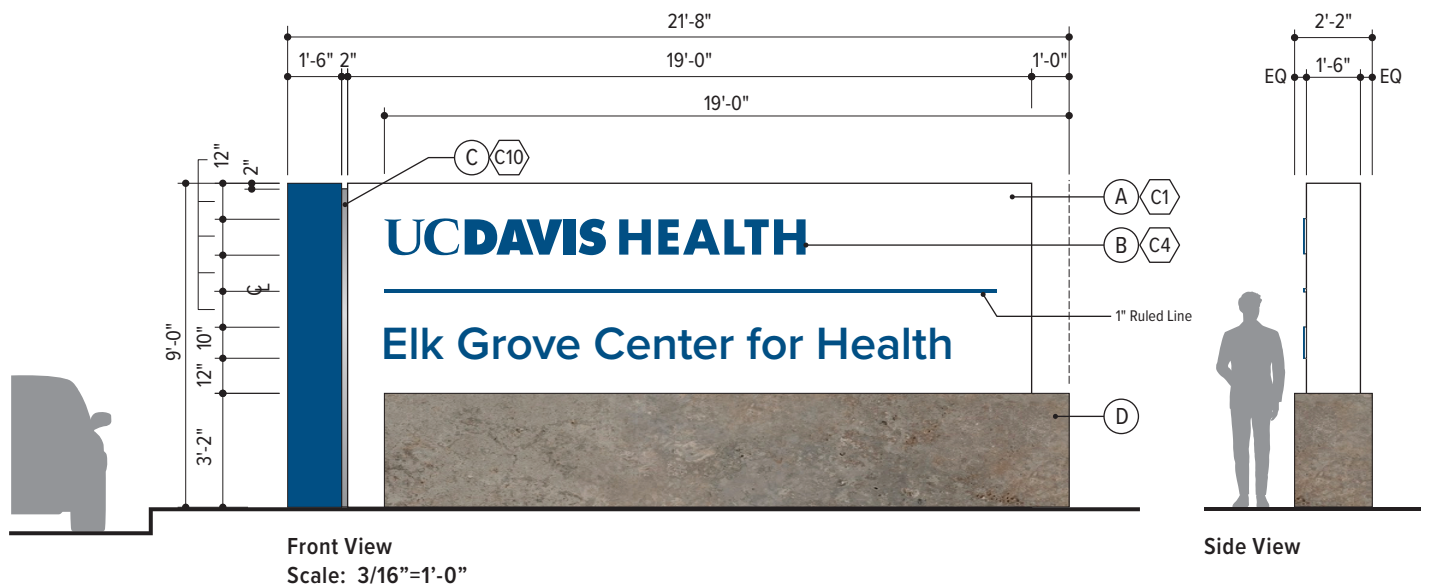 21'-8"
2'-2"
1'-6" 2" 19'-0" 1'-0"
EQ 1'-6" EQ
19'-0"
12"
2"
C C10
A C1
UCDAVIS HEALTH
B C4
CL
1" Ruled Line
9'-0"
10"
Elk Grove Center for Health
12"
D
3'-2"
Front View
Side View
Scale: 3/16”=1’-0”